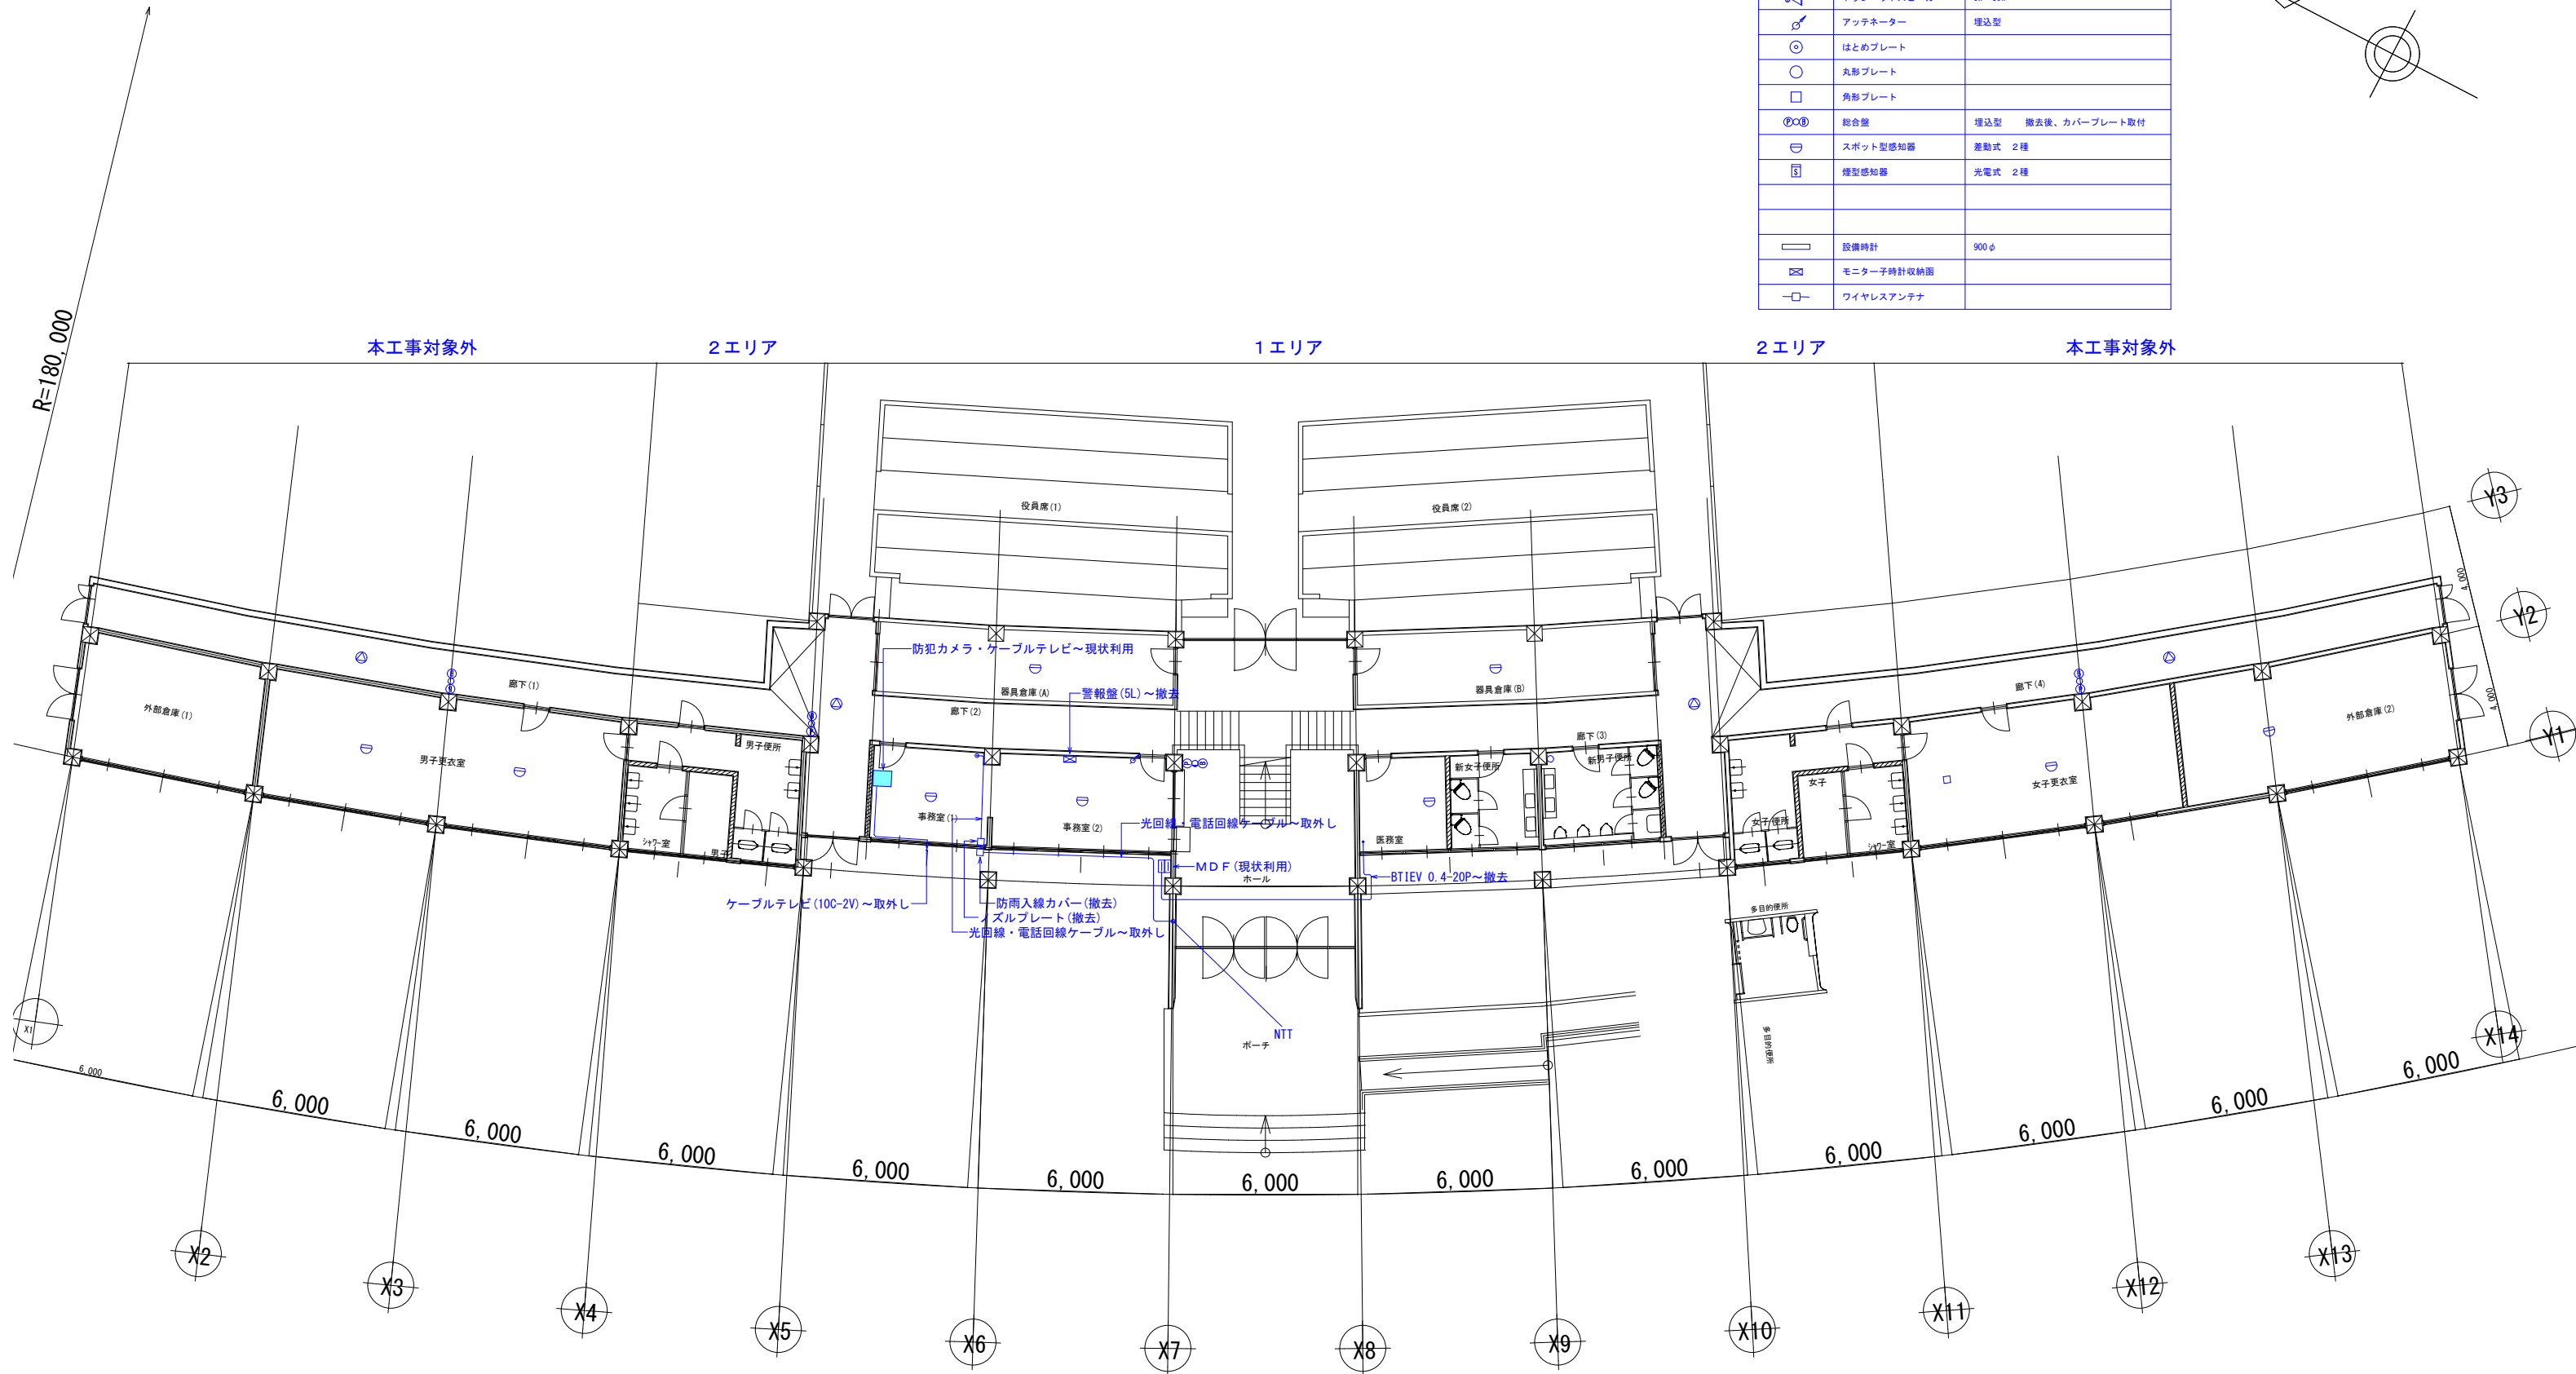 アッテネーター 埋込型
はとめプレート
丸形プレート
角形プレート
総合盤 埋込型 撤去後、カバープレート取付
スポット型感知器 差動式 2種
煙型感知器 光電式 2種
設備時計 900φ
モニター子時計収納函
ワイヤレスアンテナ
R=180,000
本工事対象外 2エリア 1エリア 2エリア 本工事対象外
役員席(1) 役員席(2)
Y3
Y2
Y1
4,000
4,000
防犯カメラ・ケーブルテレビ～現状利用
警報盤(5L)～撤去
器具倉庫(A) 器具倉庫(B)
外部倉庫(1) 廊下(1) 廊下(2) 廊下(3) 廊下(4) 外部倉庫(2)
男子更衣室 男子便所 新女子便所 新男子便所 女子 女子更衣室
事務室(1) 事務室(2) 女子便所
光回線・電話回線ケーブル～取外し
シャワー室 男子 医務室 シャワー室
MDF(現状利用)
ホール
BTIEV 0.4-20P～撤去
ケーブルテレビ(10C-2V)～取外し
防雨入線カバー(撤去)
ノズルプレート(撤去)
光回線・電話回線ケーブル～取外し
多目的便所
多目的便所
NTT
ポーチ
X1
6,000 6,000 6,000 6,000 6,000 6,000 6,000 6,000 6,000 6,000 6,000 6,000 6,000
X2 X3 X4 X5 X6 X7 X8 X9 X10 X11 X12 X13 X14